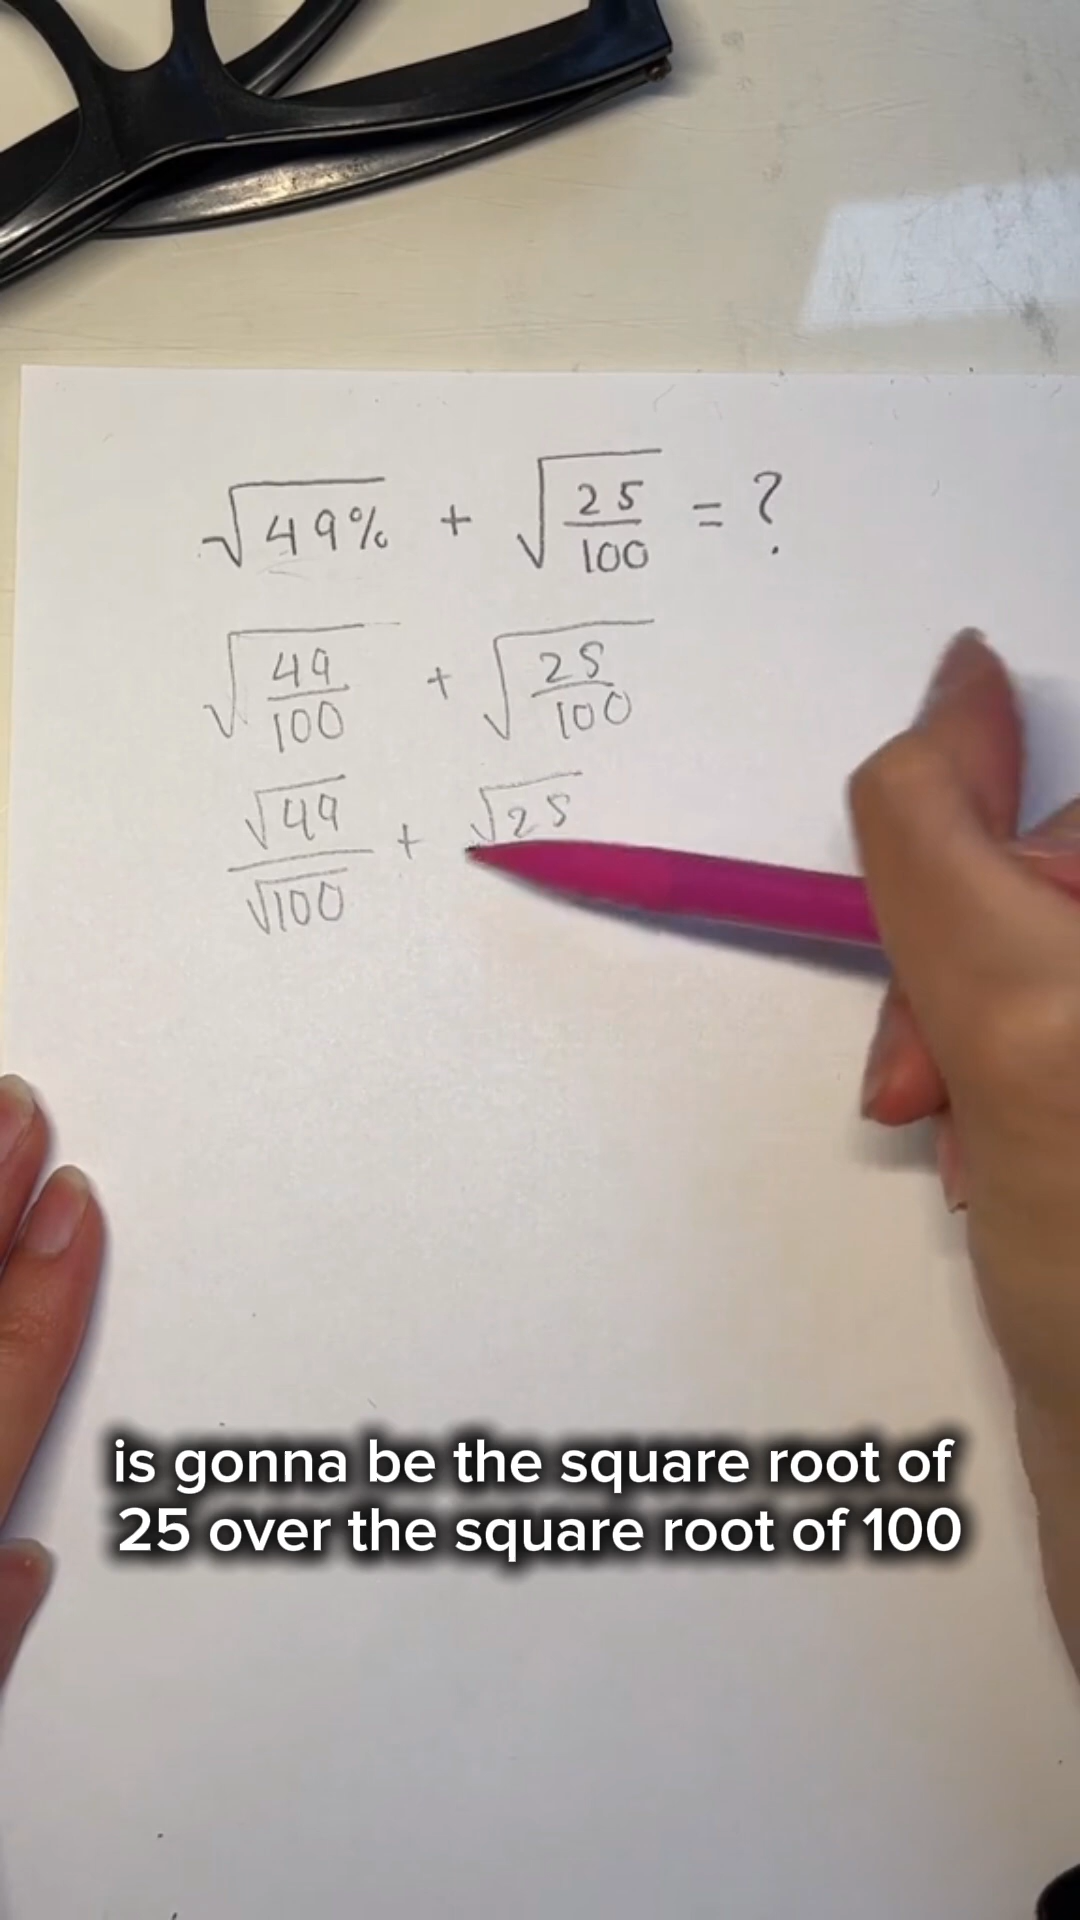 √49% + √25/100 = ?
√49/100 + √25/100
√49/√100 + √25
is gonna be the square root of
25 over the square root of 100